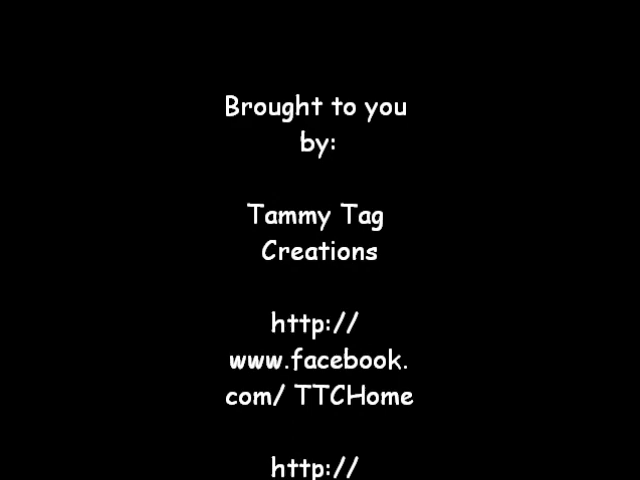 Brought to you
by:
Tammy Tag
Creations
http://
www.facebook.
com/ TTCHome
http://